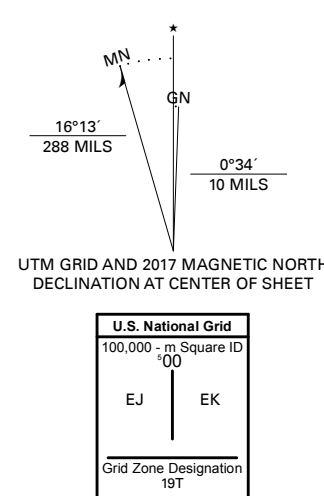 ★
MN
GN
16°13´
288 MILS
0°34´
10 MILS
UTM GRID AND 2017 MAGNETIC NORTH
DECLINATION AT CENTER OF SHEET
U.S. National Grid
100,000 - m Square ID
⁵00
EJ EK
Grid Zone Designation
19T